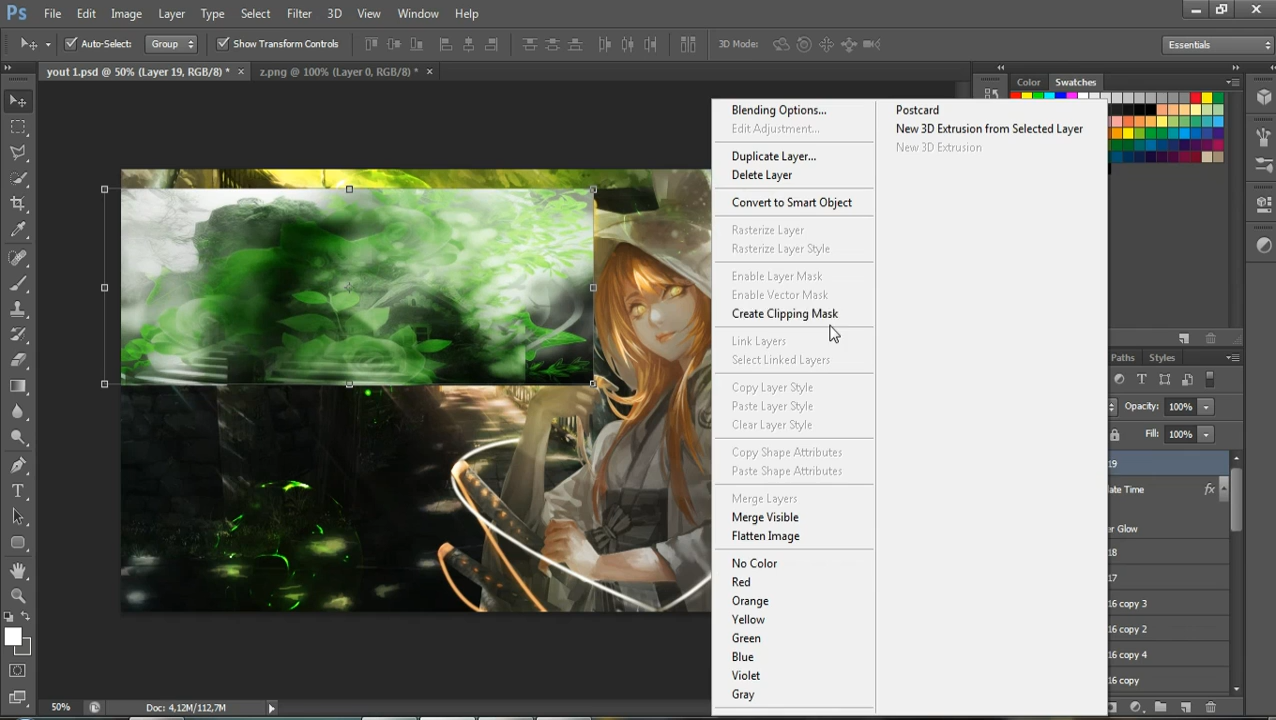 Ps File Edit Image Layer Type Select Filter 3D View Window Help
Auto-Select: Group Show Transform Controls 3D Mode: Essentials
yout 1.psd @ 50% (Layer 19, RGB/8) * × z.png @ 100% (Layer 0, RGB/8) * ×
Color Swatches
Blending Options...
Edit Adjustment...
Duplicate Layer...
Delete Layer
Convert to Smart Object
Rasterize Layer
Rasterize Layer Style
Enable Layer Mask
Enable Vector Mask
Create Clipping Mask
Link Layers
Select Linked Layers
Copy Layer Style
Paste Layer Style
Clear Layer Style
Copy Shape Attributes
Paste Shape Attributes
Merge Layers
Merge Visible
Flatten Image
No Color
Red
Orange
Yellow
Green
Blue
Violet
Gray
Postcard
New 3D Extrusion from Selected Layer
New 3D Extrusion
Paths Styles
Opacity: 100%
Fill: 100%
19
late Time fx
er Glow
18
17
16 copy 3
16 copy 2
16 copy 4
16 copy
50% Doc: 4,12M/112,7M